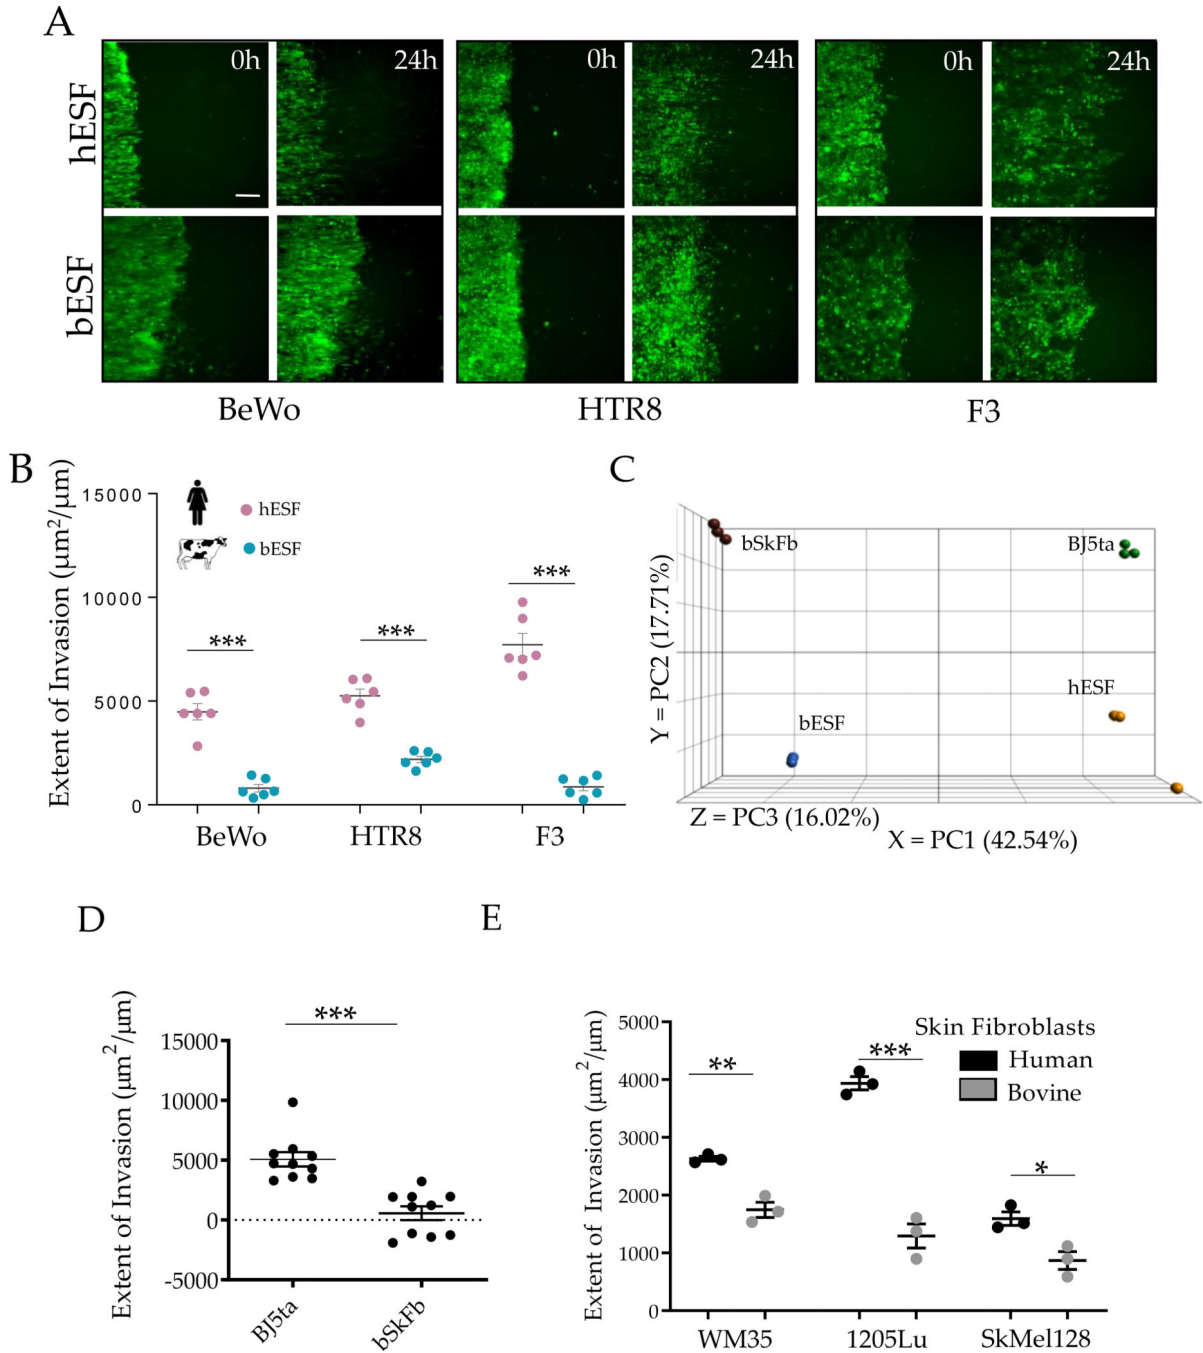 A
0h
24h
0h
24h
0h
24h
hESF
bESF
BeWo
HTR8
F3
B
Extent of Invasion (µm²/µm)
15000
10000
5000
0
hESF
bESF
***
***
***
BeWo
HTR8
F3
C
bSkFb
BJ5ta
hESF
bESF
Y = PC2 (17.71%)
Z = PC3 (16.02%)
X = PC1 (42.54%)
D
Extent of Invasion (µm²/µm)
15000
10000
5000
0
-5000
***
BJ5ta
bSkFb
E
Extent of Invasion (µm²/µm)
5000
4000
3000
2000
1000
0
Skin Fibroblasts
Human
Bovine
**
***
*
WM35
1205Lu
SkMel128